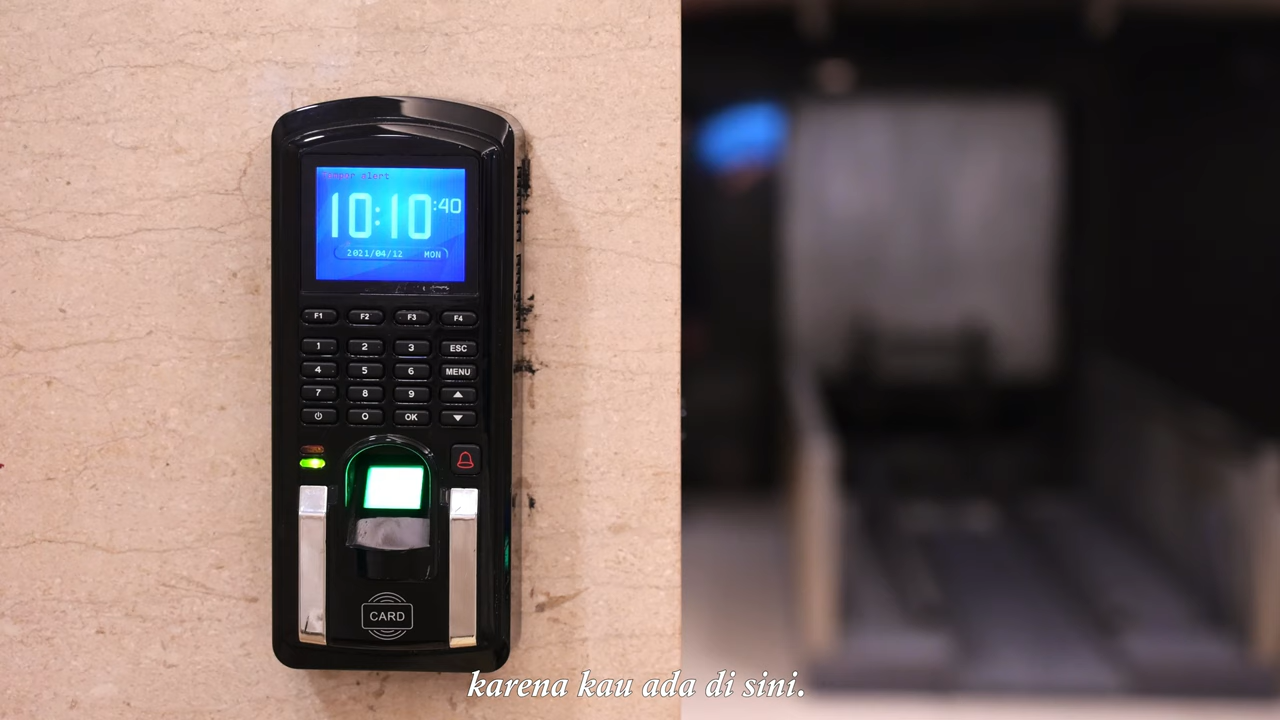 Tamper alert
10:10:40
2021/04/12 MON
F1 F2 F3 F4
1 2 3 ESC
4 5 6 MENU
7 8 9
0 OK
CARD
karena kau ada di sini.